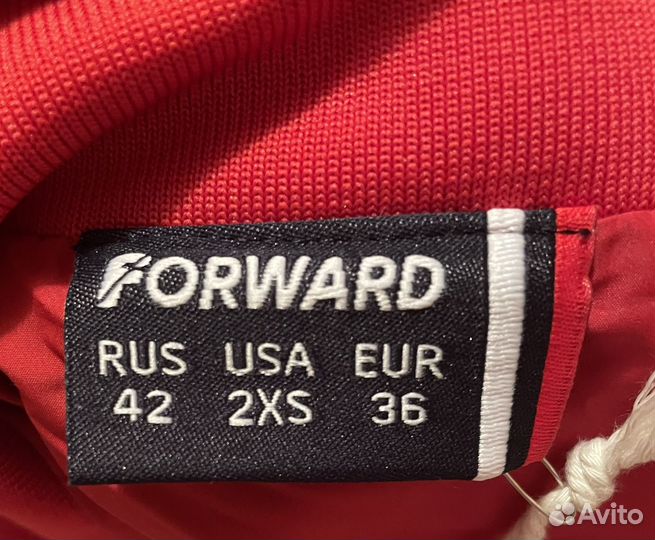 FORWARD
RUS USA EUR
42 2XS 36
Avito